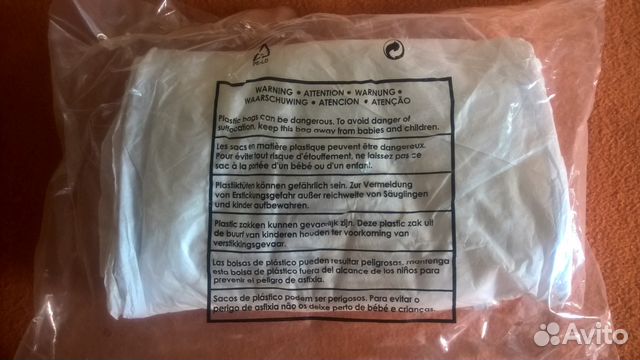 PE-LD
WARNING • ATTENTION • WARNUNG •
WAARSCHUWING • ATENCION • ATENÇÃO
Plastic bags can be dangerous. To avoid danger of
suffocation, keep this bag away from babies and children.
Les sacs en matière plastique peuvent être dangereux.
Pour éviter tout risque d'étouffement, ne laissez pas ce
sac à la portée d'un bébé ou d'un enfant.
Plastiktüten können gefährlich sein. Zur Vermeidung
von Erstickungsgefahr außer reichweite von Säuglingen
und kinder aufbewahren.
Plastic zakken kunnen gevaarlijk zijn. Deze plastic zak uit
de buurt van kinderen houden ter voorkoming van
verstikkingsgevaar.
Las bolsas de plástico pueden resultar peligrosas. mantenga
esta bolsa de plástico fuera del alcance de los niños para
prevenir el peligro de asfixia.
Sacos de plástico podem ser perigosos. Para evitar o
perigo de asfixia não os deixe perto de bébé e crianças.
Avito